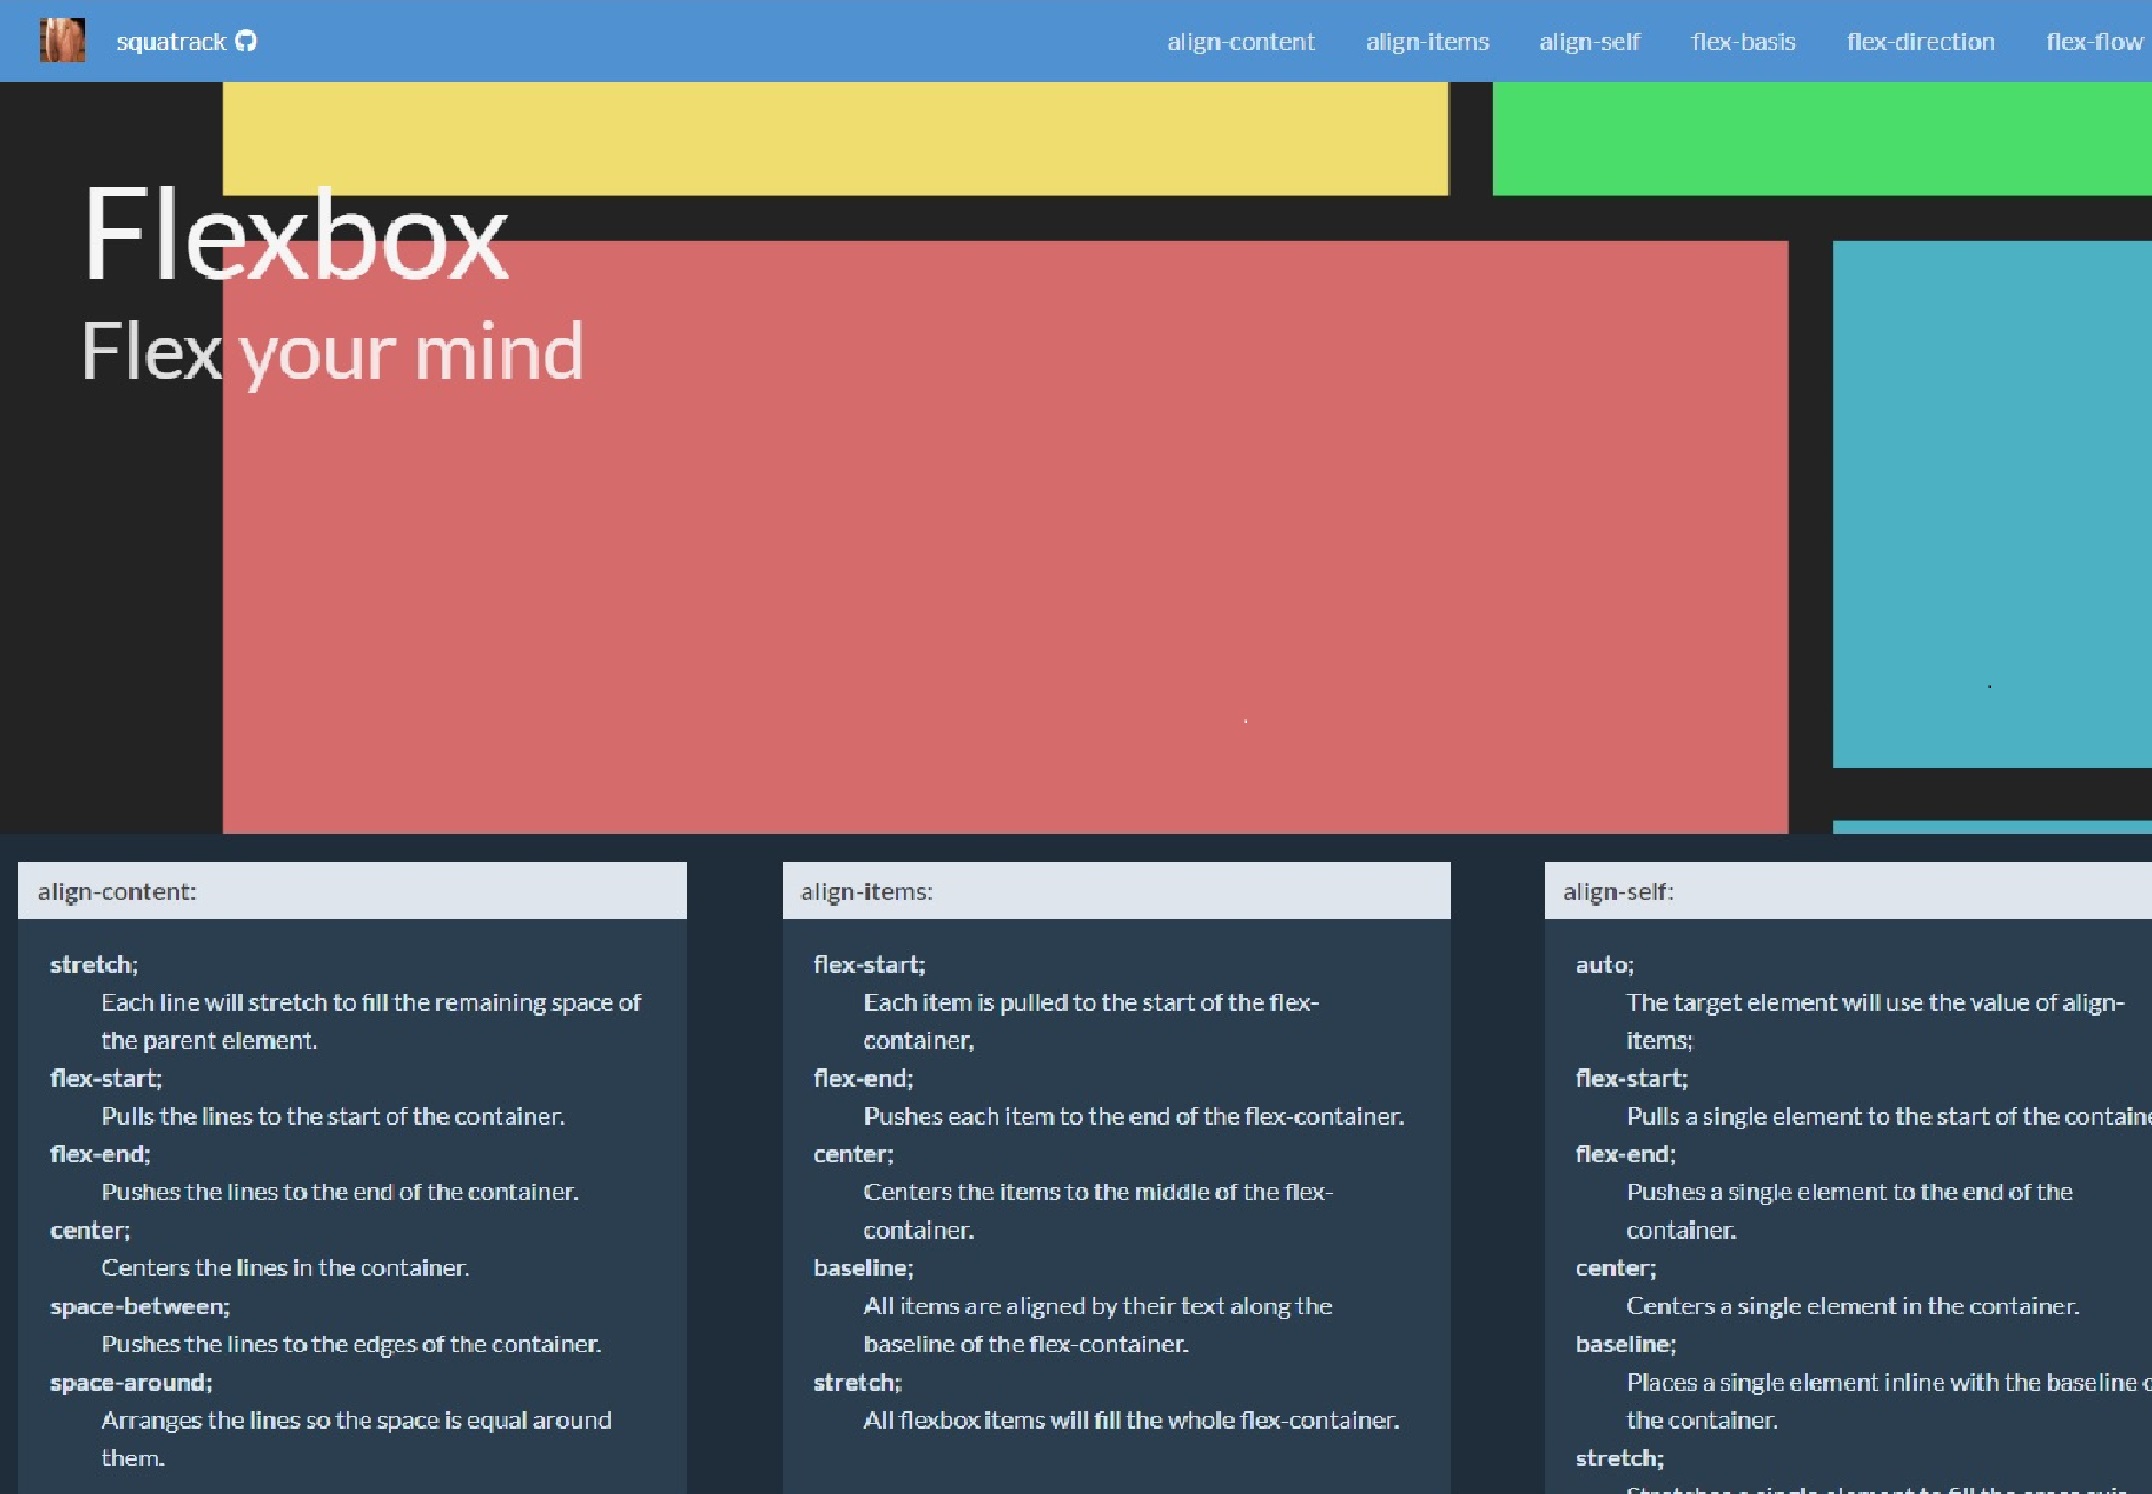 squatrack
align-content
align-items
align-self
flex-basis
flex-direction
flex-flow
Flexbox
Flex your mind
align-content:
stretch;
Each line will stretch to fill the remaining space of
the parent element.
flex-start;
Pulls the lines to the start of the container.
flex-end;
Pushes the lines to the end of the container.
center;
Centers the lines in the container.
space-between;
Pushes the lines to the edges of the container.
space-around;
Arranges the lines so the space is equal around
them.
align-items:
flex-start;
Each item is pulled to the start of the flex-
container,
flex-end;
Pushes each item to the end of the flex-container.
center;
Centers the items to the middle of the flex-
container.
baseline;
All items are aligned by their text along the
baseline of the flex-container.
stretch;
All flexbox items will fill the whole flex-container.
align-self:
auto;
The target element will use the value of align-
items;
flex-start;
Pulls a single element to the start of the
flex-end;
Pushes a single element to the end of the
container.
center;
Centers a single element in the container.
baseline;
Places a single element inline with the baseline
the container.
stretch;